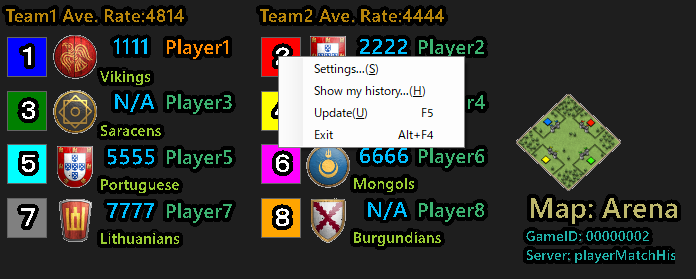 Team1 Ave. Rate:4814
Team2 Ave. Rate:4444
1 1111 Player1
Vikings
2 2222 Player2
3 N/A Player3
Saracens
4
5 5555 Player5
Portuguese
6 6666 Player6
Mongols
7 7777 Player7
Lithuanians
8 N/A Player8
Burgundians
Settings...(S)
Show my history...(H)
Update(U) F5
Exit Alt+F4
Map: Arena
GameID: 00000002
Server: playerMatchHis